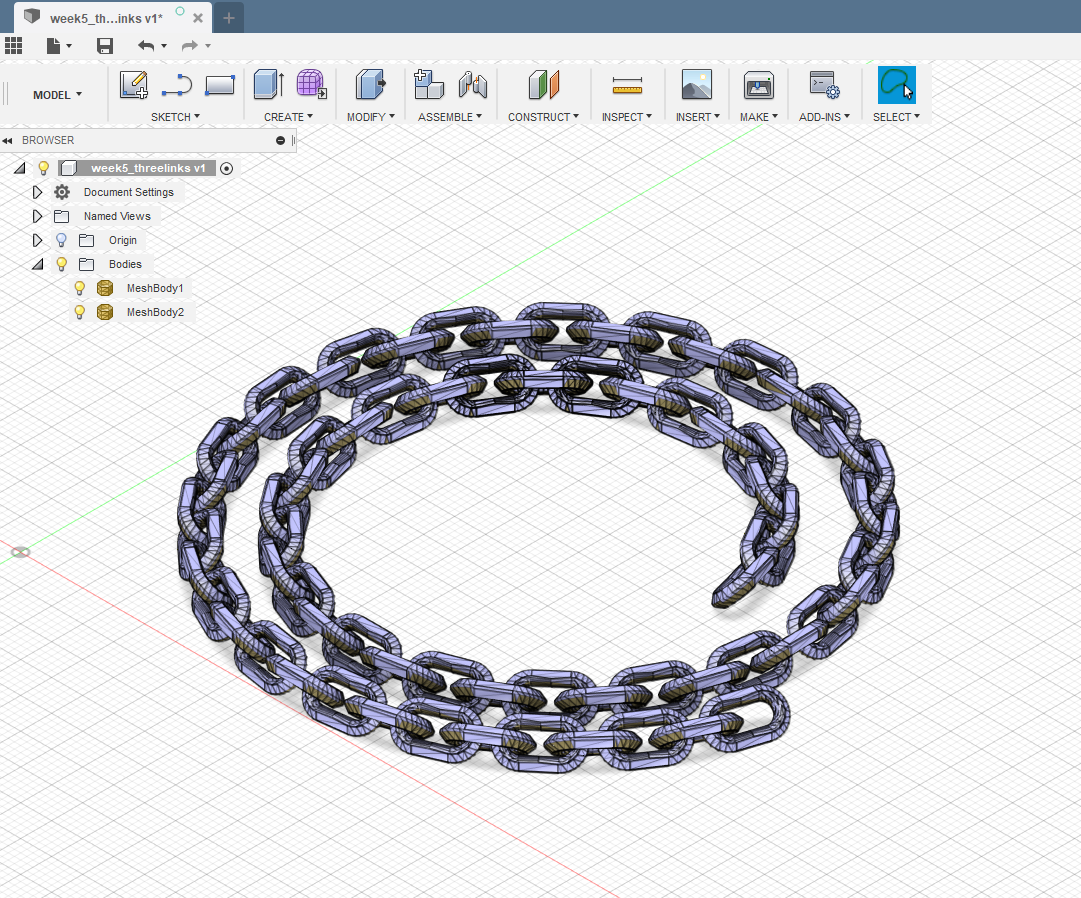 week5_th...inks v1*
MODEL
SKETCH
CREATE
MODIFY
ASSEMBLE
CONSTRUCT
INSPECT
INSERT
MAKE
ADD-INS
SELECT
BROWSER
week5_threelinks v1
Document Settings
Named Views
Origin
Bodies
MeshBody1
MeshBody2